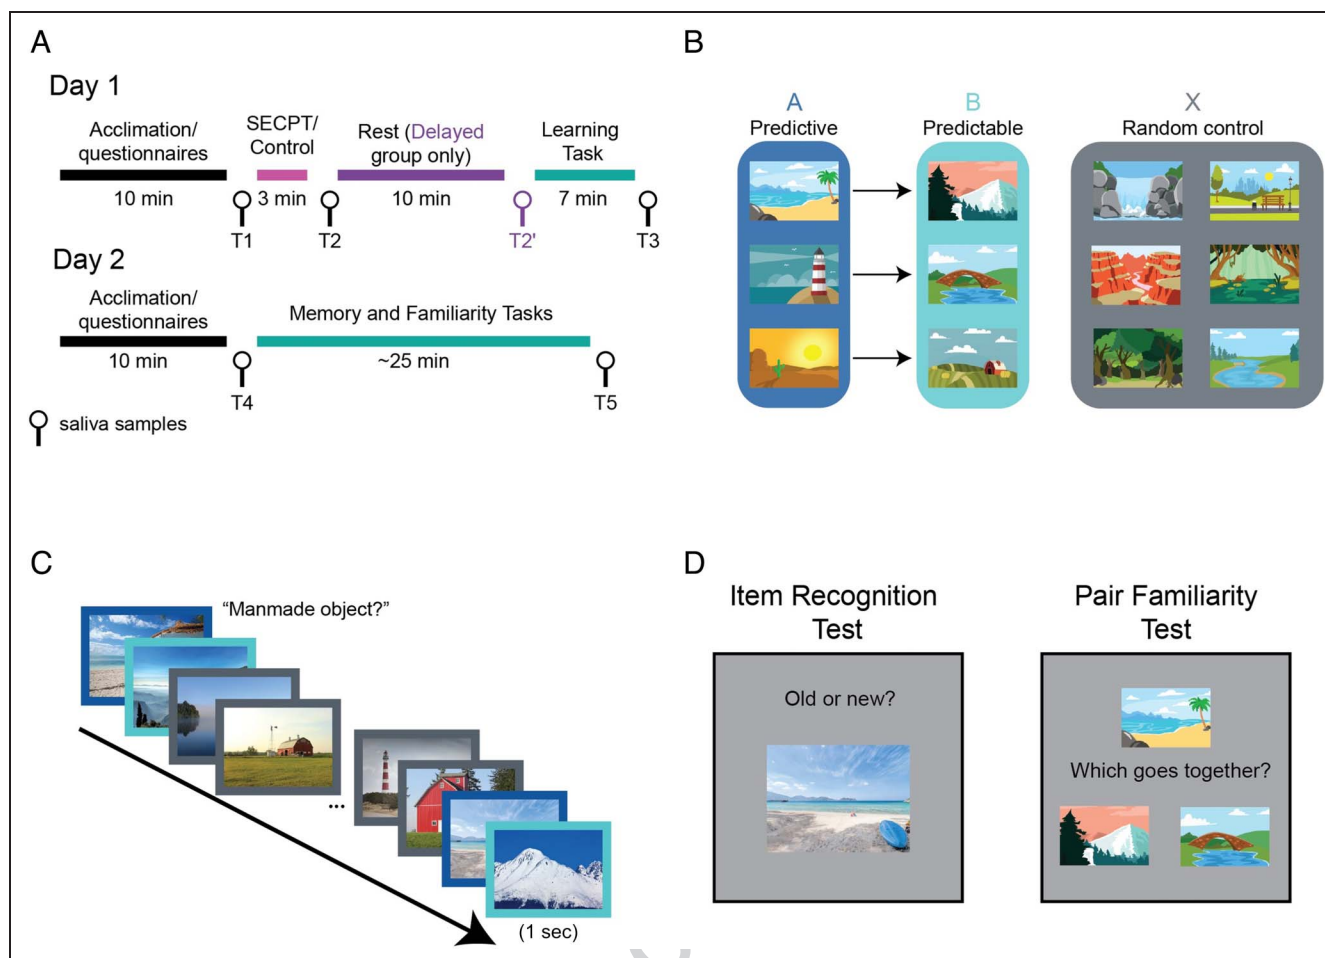 A
Day 1
Acclimation/
questionnaires
10 min
SECPT/
Control
3 min
Rest (Delayed
group only)
10 min
Learning
Task
7 min
T1
T2
T2'
T3
Day 2
Acclimation/
questionnaires
10 min
Memory and Familiarity Tasks
~25 min
T4
T5
saliva samples
B
A
Predictive
B
Predictable
X
Random control
C
“Manmade object?”
...
(1 sec)
D
Item Recognition
Test
Old or new?
Pair Familiarity
Test
Which goes together?